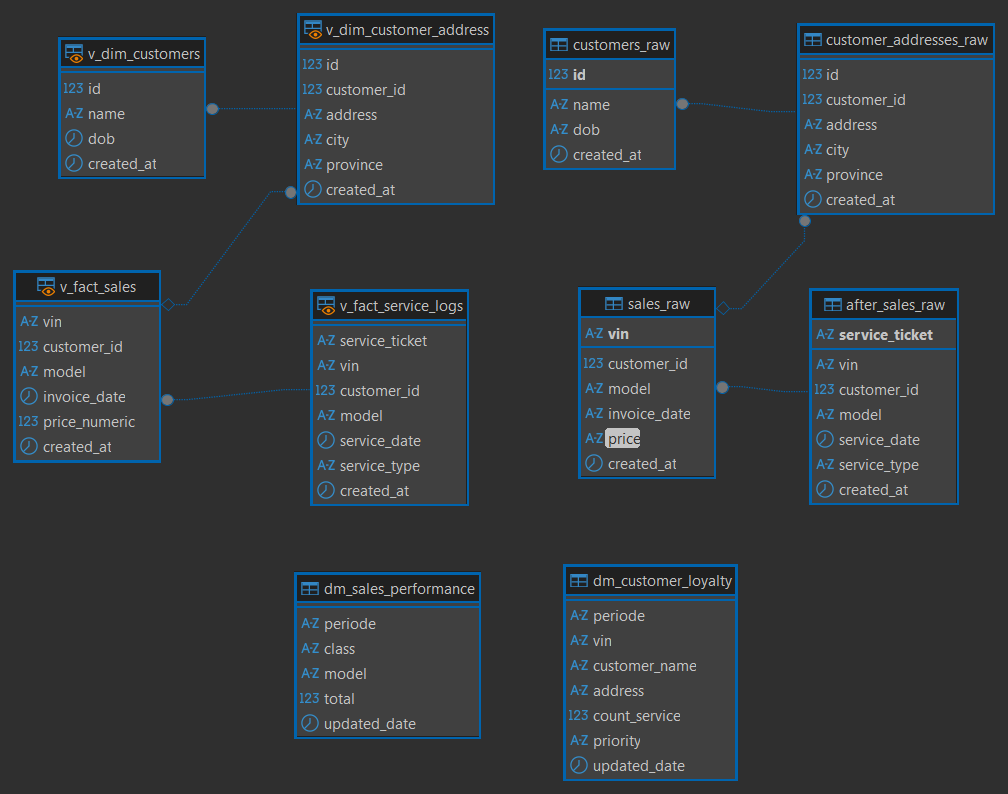 v_dim_customers
123 id
A-Z name
dob
created_at
v_dim_customer_address
123 id
123 customer_id
A-Z address
A-Z city
A-Z province
created_at
customers_raw
123 id
A-Z name
A-Z dob
created_at
customer_addresses_raw
123 id
123 customer_id
A-Z address
A-Z city
A-Z province
created_at
v_fact_sales
A-Z vin
123 customer_id
A-Z model
invoice_date
123 price_numeric
created_at
v_fact_service_logs
A-Z service_ticket
A-Z vin
123 customer_id
A-Z model
service_date
A-Z service_type
created_at
sales_raw
A-Z vin
123 customer_id
A-Z model
A-Z invoice_date
A-Z price
created_at
after_sales_raw
A-Z service_ticket
A-Z vin
123 customer_id
A-Z model
service_date
A-Z service_type
created_at
dm_sales_performance
A-Z periode
A-Z class
A-Z model
123 total
updated_date
dm_customer_loyalty
A-Z periode
A-Z vin
A-Z customer_name
A-Z address
123 count_service
A-Z priority
updated_date